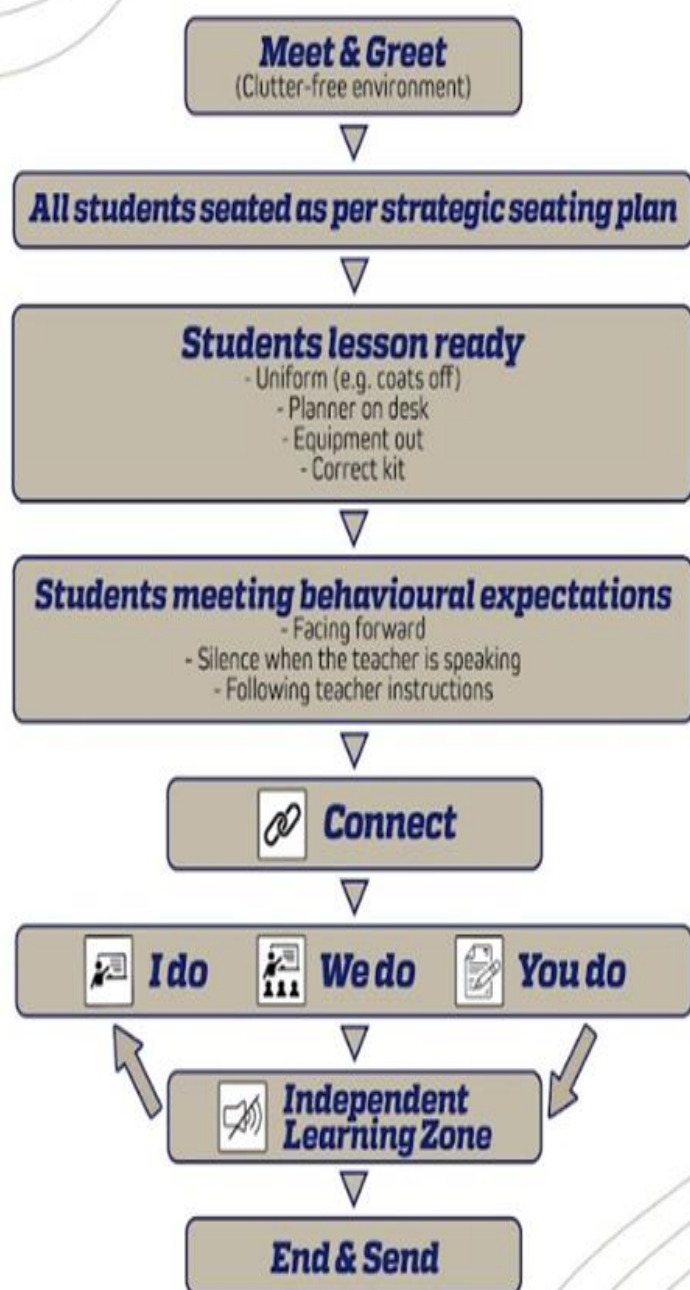 Meet & Greet
(Clutter-free environment)
All students seated as per strategic seating plan
Students lesson ready
- Uniform (e.g. coats off)
- Planner on desk
- Equipment out
- Correct kit
Students meeting behavioural expectations
- Facing forward
- Silence when the teacher is speaking
- Following teacher instructions
Connect
I do We do You do
Independent
Learning Zone
End & Send